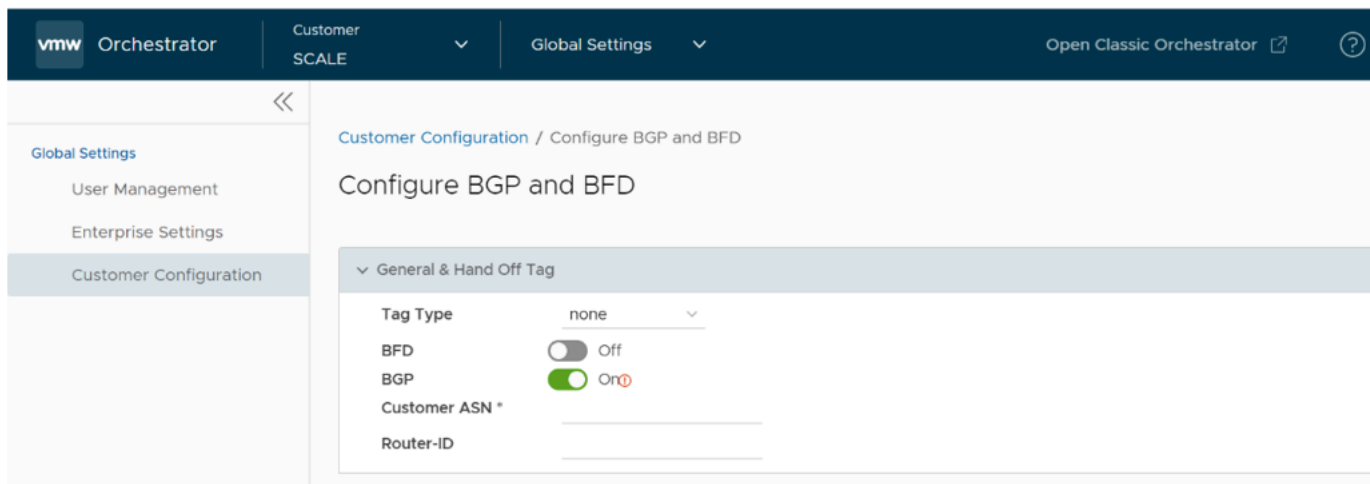 vmw Orchestrator
Customer
SCALE
Global Settings
Open Classic Orchestrator
Global Settings
User Management
Enterprise Settings
Customer Configuration
Customer Configuration / Configure BGP and BFD
Configure BGP and BFD
General & Hand Off Tag
Tag Type none
BFD Off
BGP On
Customer ASN *
Router-ID